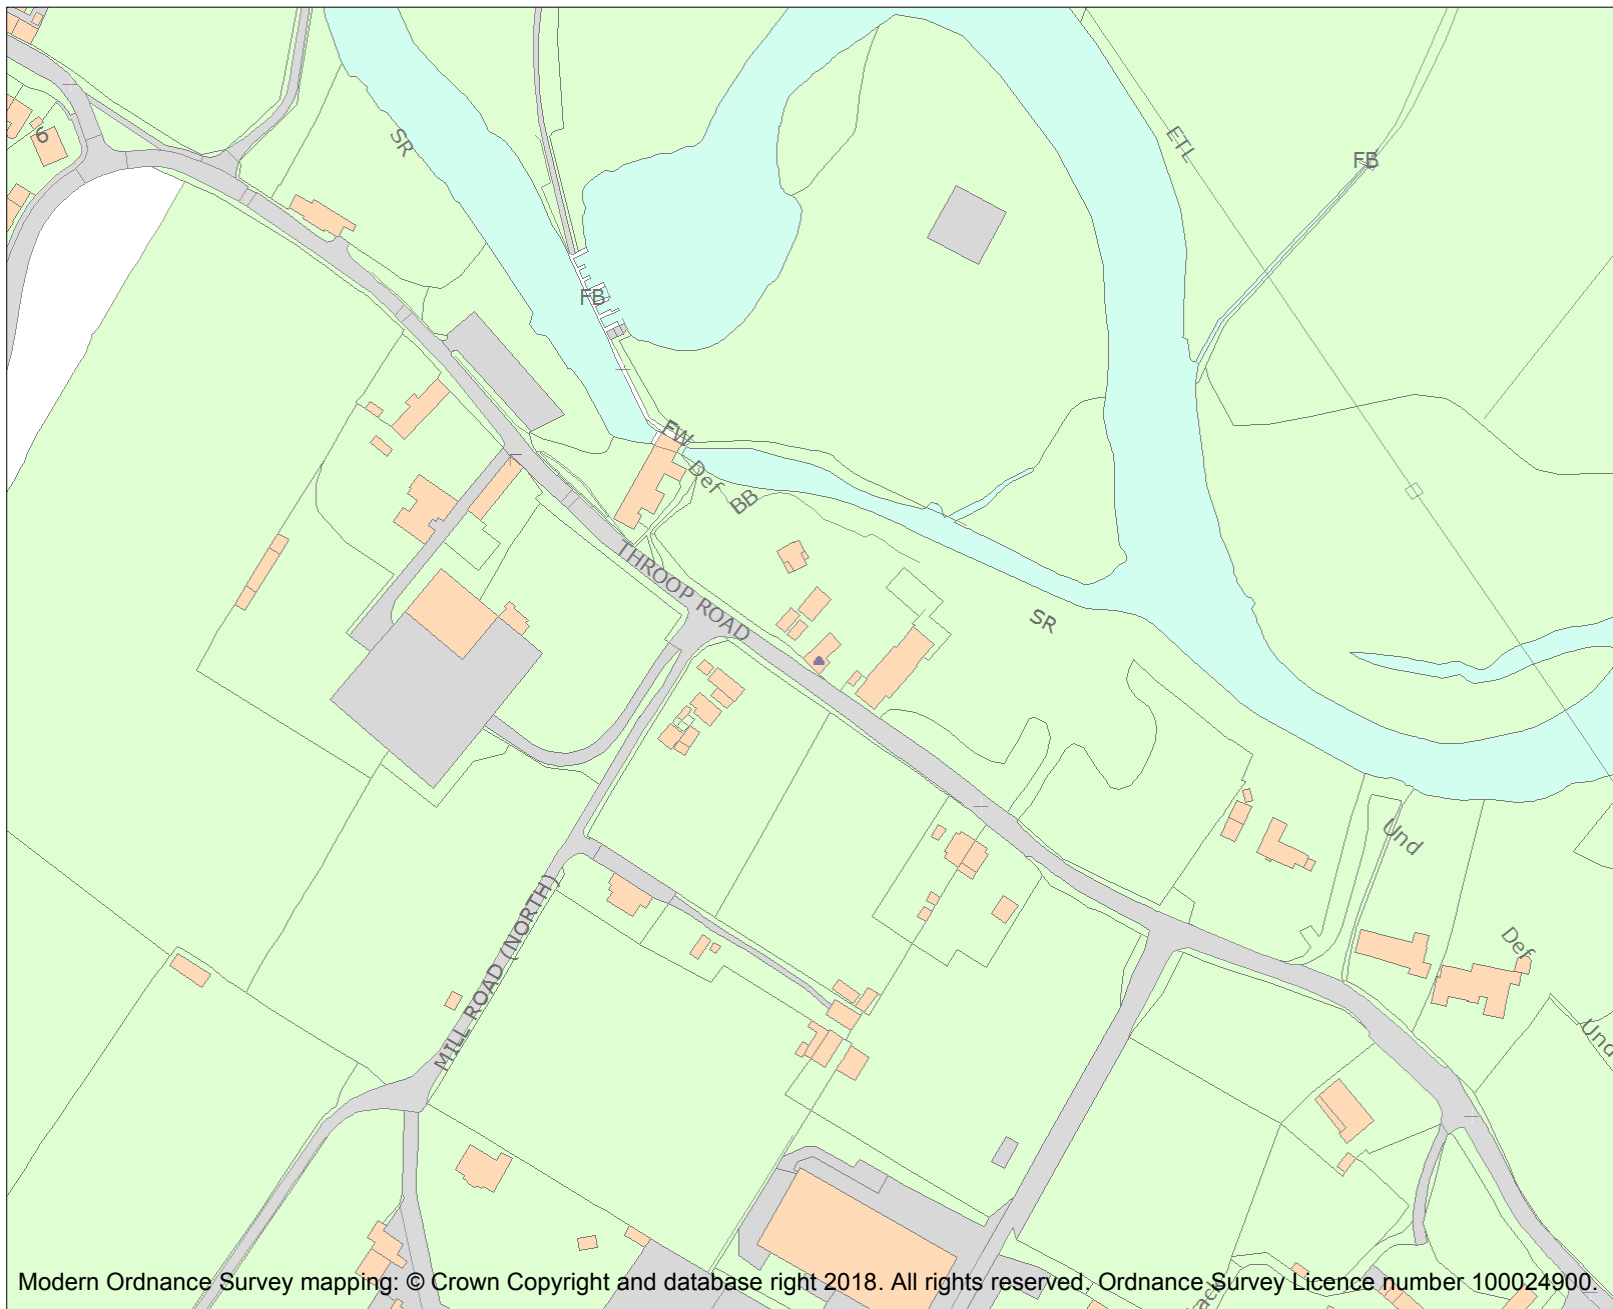 6
SR
ETL
FB
FB
FW
Def
BB
THROOP ROAD
SR
Und
MILL ROAD (NORTH)
Def
Und
Modern Ordnance Survey mapping: © Crown Copyright and database right 2018. All rights reserved. Ordnance Survey Licence number 100024900.